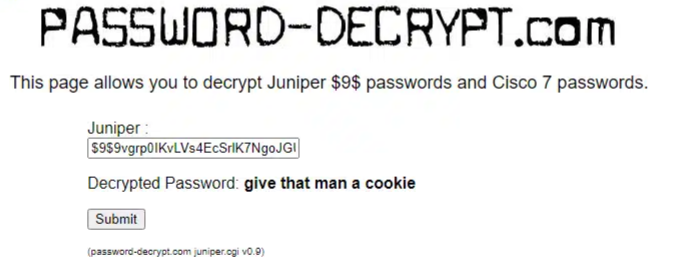 PASSWORD-DECRYPT.com
This page allows you to decrypt Juniper $9$ passwords and Cisco 7 passwords.
Juniper :
$9$9vgrp0IKvLVs4EcSrlK7NgoJGI
Decrypted Password: give that man a cookie
Submit
(password-decrypt.com juniper.cgi v0.9)